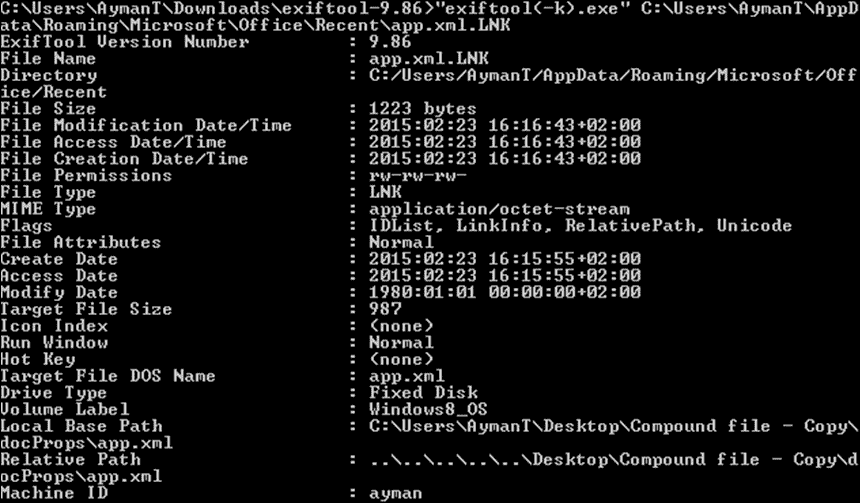 C:\Users\AymanT\Downloads\exiftool-9.86>"exiftool(-k).exe" C:\Users\AymanT\AppD
ata\Roaming\Microsoft\Office\Recent\app.xml.LNK
ExifTool Version Number : 9.86
File Name : app.xml.LNK
Directory : C:/Users/AymanT/AppData/Roaming/Microsoft/Off
ice/Recent
File Size : 1223 bytes
File Modification Date/Time : 2015:02:23 16:16:43+02:00
File Access Date/Time : 2015:02:23 16:16:43+02:00
File Creation Date/Time : 2015:02:23 16:16:43+02:00
File Permissions : rw-rw-rw-
File Type : LNK
MIME Type : application/octet-stream
Flags : IDList, LinkInfo, RelativePath, Unicode
File Attributes : Normal
Create Date : 2015:02:23 16:15:55+02:00
Access Date : 2015:02:23 16:15:55+02:00
Modify Date : 1980:01:01 00:00:00+02:00
Target File Size : 987
Icon Index : (none)
Run Window : Normal
Hot Key : (none)
Target File DOS Name : app.xml
Drive Type : Fixed Disk
Volume Label : Windows8_OS
Local Base Path : C:\Users\AymanT\Desktop\Compound file - Copy\
docProps\app.xml
Relative Path : ..\..\..\..\..\Desktop\Compound file - Copy\d
ocProps\app.xml
Machine ID : ayman